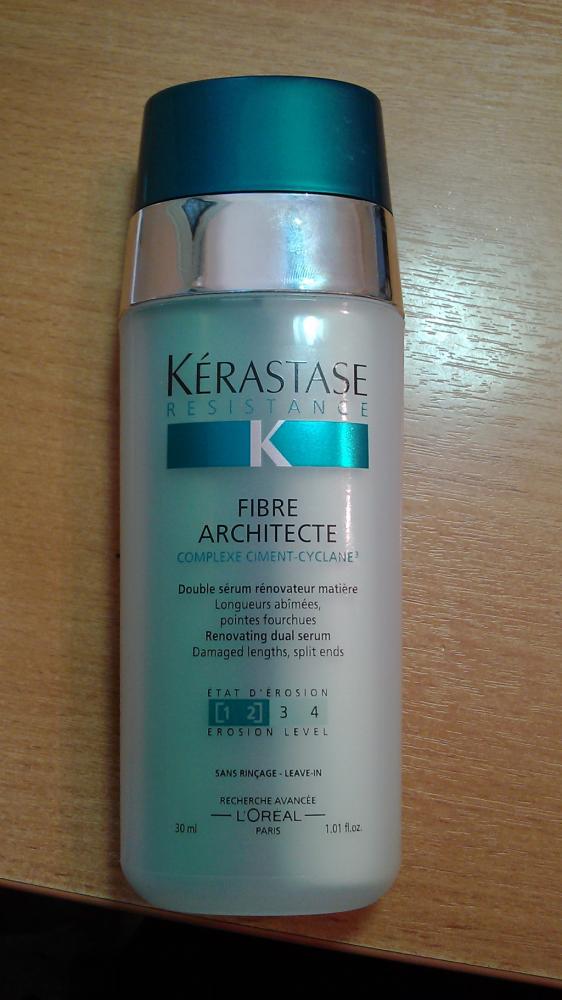 KÉRASTASE
RESISTANCE
K
FIBRE
ARCHITECTE
COMPLEXE CIMENT-CYCLANE³
Double sérum rénovateur matière
Longueurs abîmées,
pointes fourchues
Renovating dual serum
Damaged lengths, split ends
ÉTAT D'ÉROSION
[1 2] 3 4
EROSION LEVEL
SANS RINÇAGE - LEAVE-IN
RECHERCHE AVANCÉE
L'ORÉAL
30 ml PARIS 1.01 fl.oz.